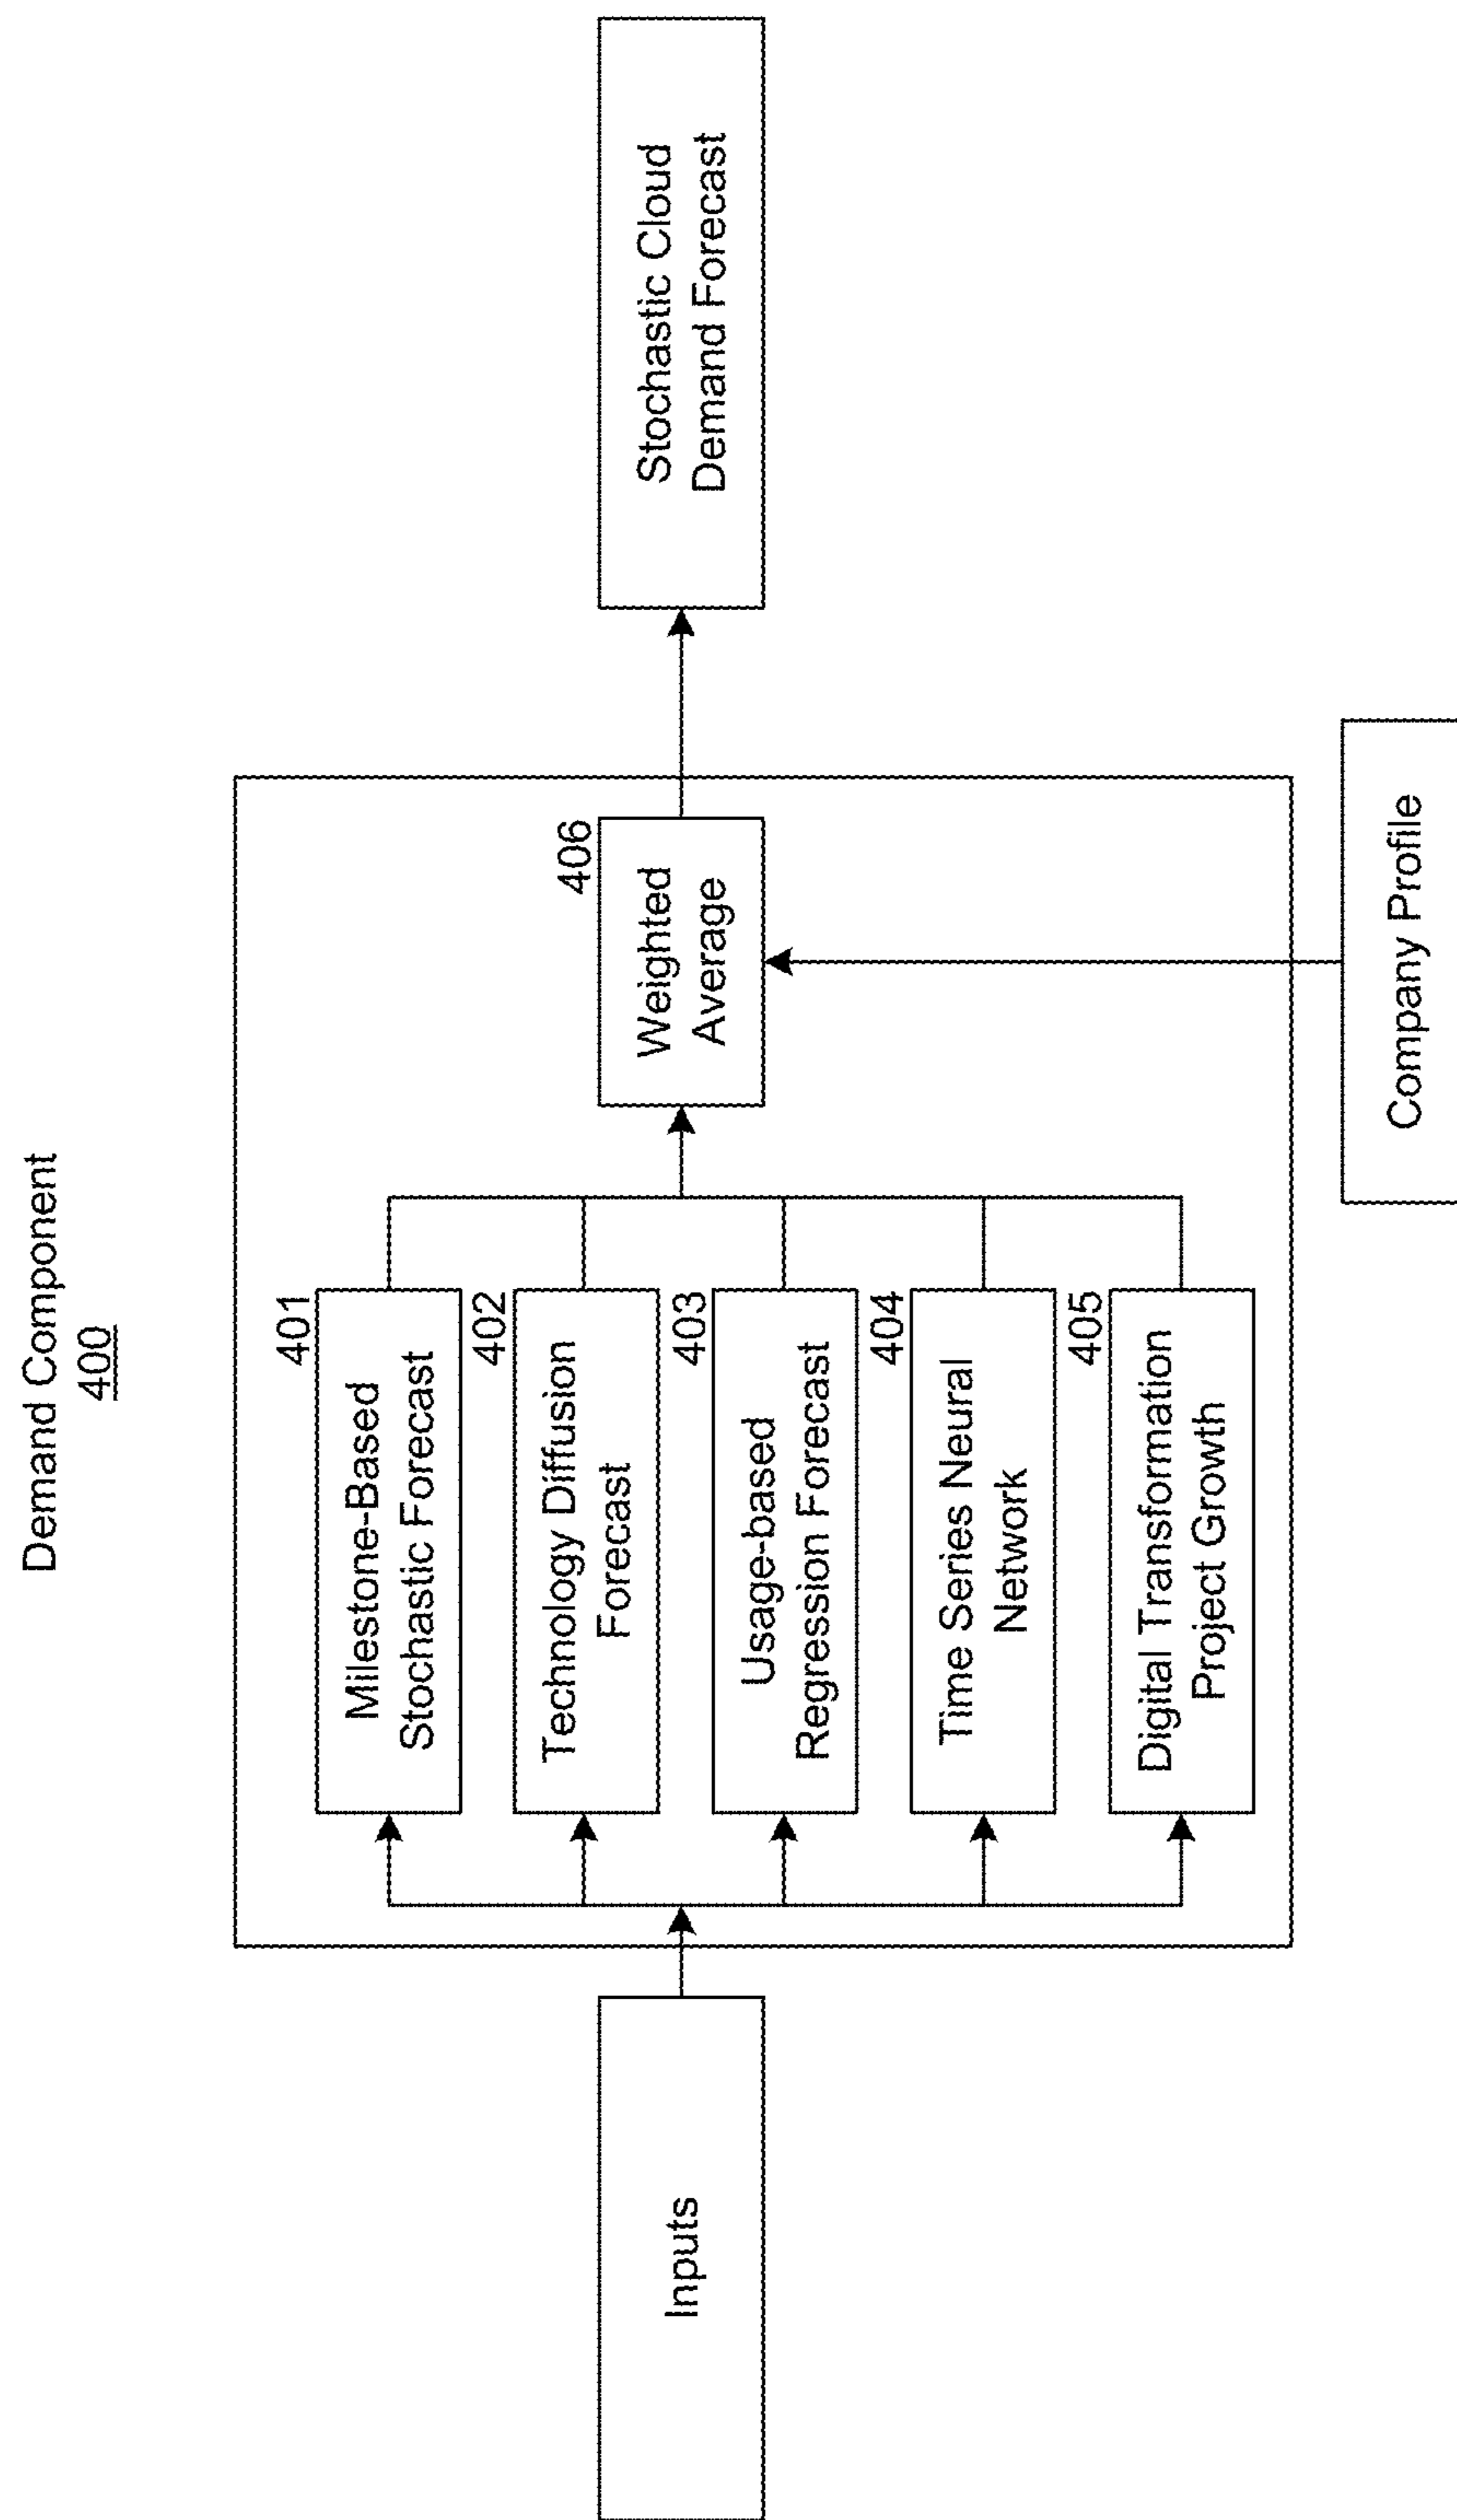 Demand Component
400
Inputs
401
Milestone-Based
Stochastic Forecast
402
Technology Diffusion
Forecast
403
Usage-based
Regression Forecast
404
Time Series Neural
Network
405
Digital Transformation
Project Growth
406
Weighted
Average
Stochastic Cloud
Demand Forecast
Company Profile